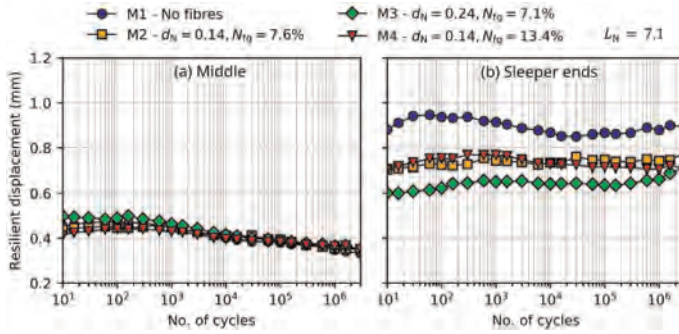 M1 - No fibres
M2 - dN = 0.14, Nfg = 7.6%
M3 - dN = 0.24, Nfg = 7.1%
M4 - dN = 0.14, Nfg = 13.4%
LN = 7.1
Resilient displacement (mm)
1.2
1.0
0.8
0.6
0.4
0.2
(a) Middle
10¹ 10² 10³ 10⁴ 10⁵ 10⁶
No. of cycles
(b) Sleeper ends
10¹ 10² 10³ 10⁴ 10⁵ 10⁶
No. of cycles